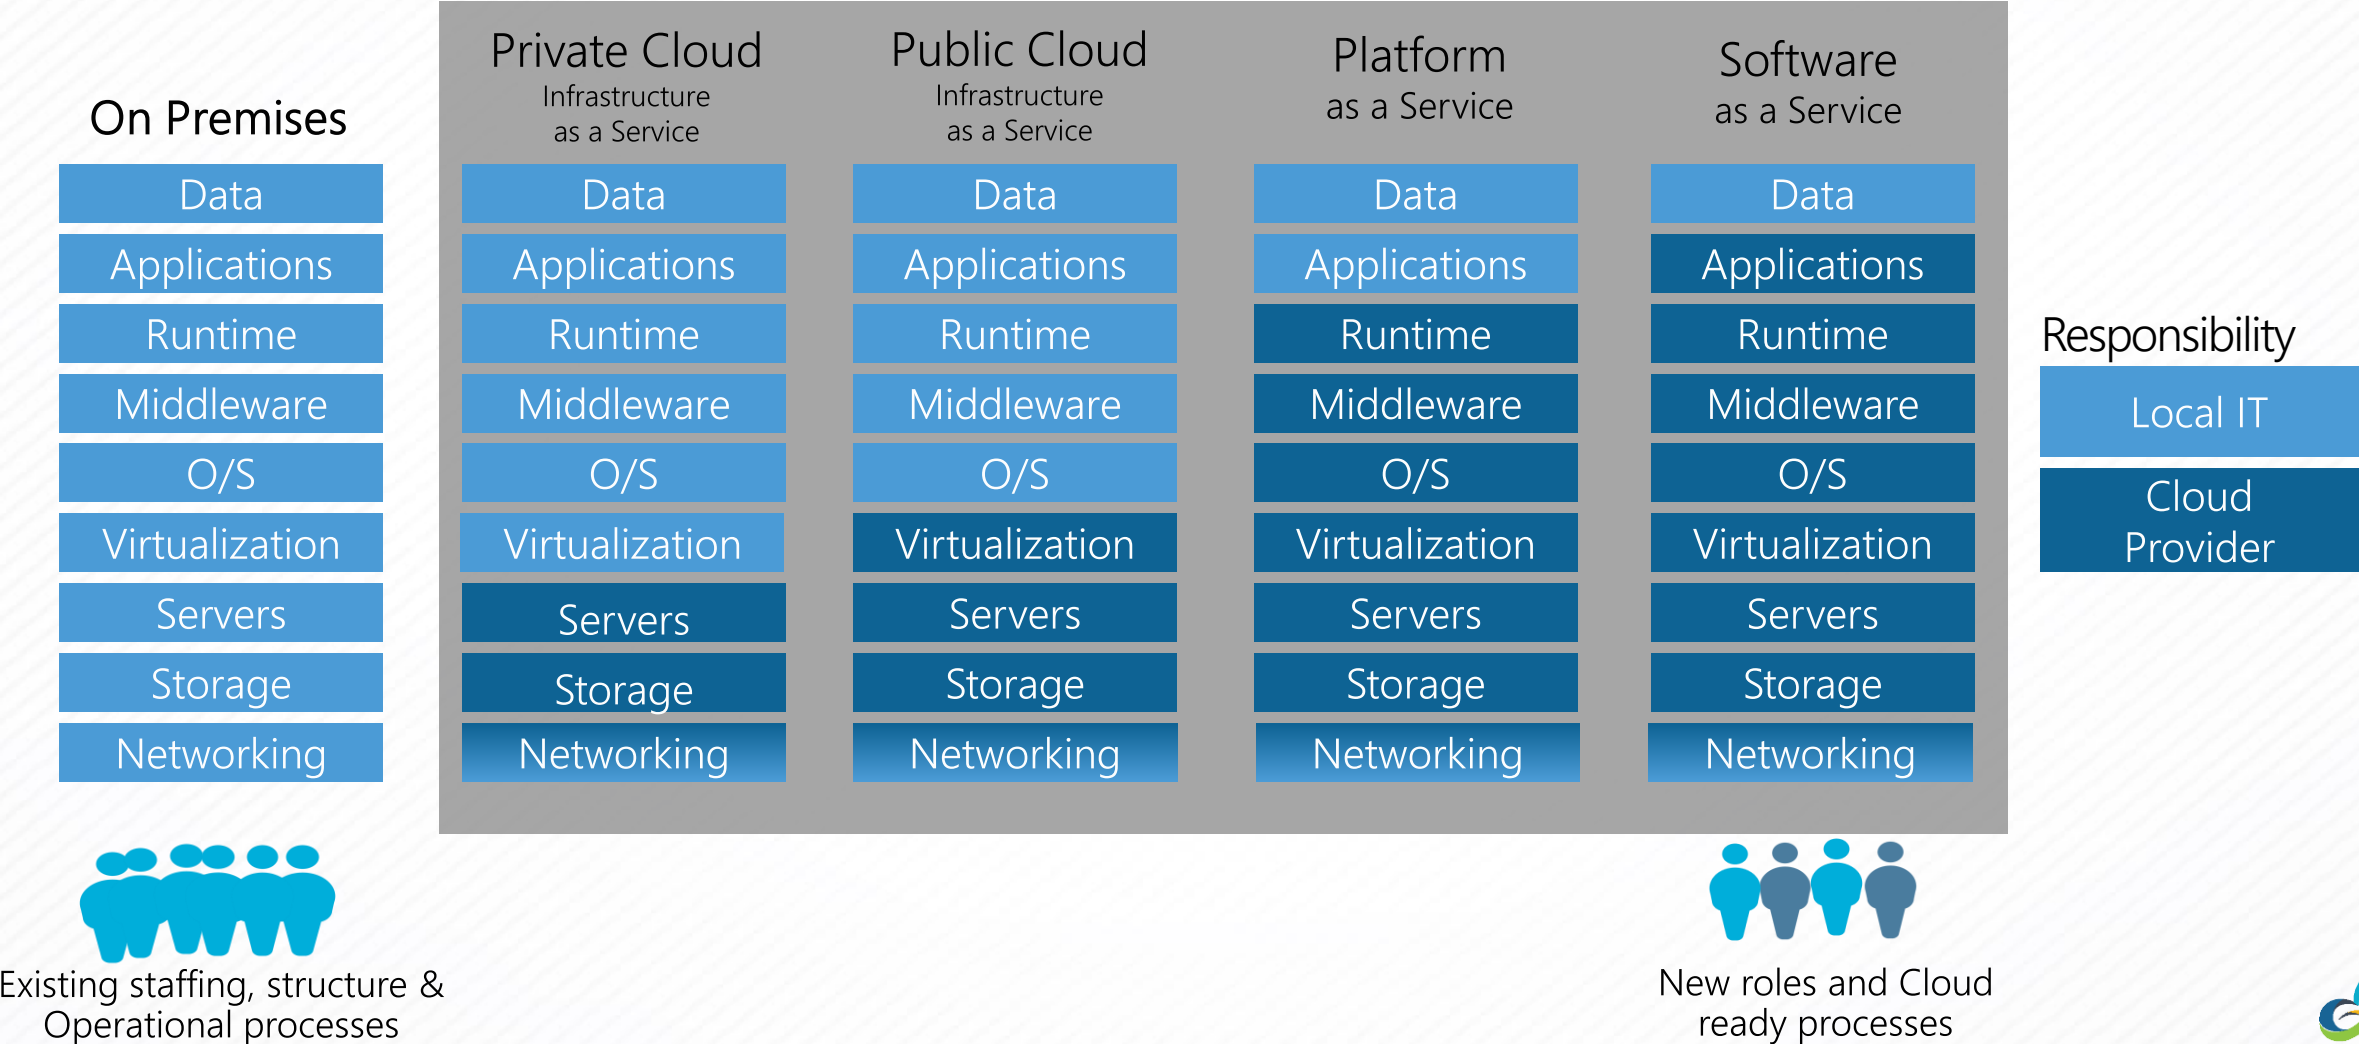 On Premises
Data
Applications
Runtime
Middleware
O/S
Virtualization
Servers
Storage
Networking
Private Cloud
Infrastructure
as a Service
Data
Applications
Runtime
Middleware
O/S
Virtualization
Servers
Storage
Networking
Public Cloud
Infrastructure
as a Service
Data
Applications
Runtime
Middleware
O/S
Virtualization
Servers
Storage
Networking
Platform
as a Service
Data
Applications
Runtime
Middleware
O/S
Virtualization
Servers
Storage
Networking
Software
as a Service
Data
Applications
Runtime
Middleware
O/S
Virtualization
Servers
Storage
Networking
Responsibility
Local IT
Cloud
Provider
Existing staffing, structure &
Operational processes
New roles and Cloud
ready processes